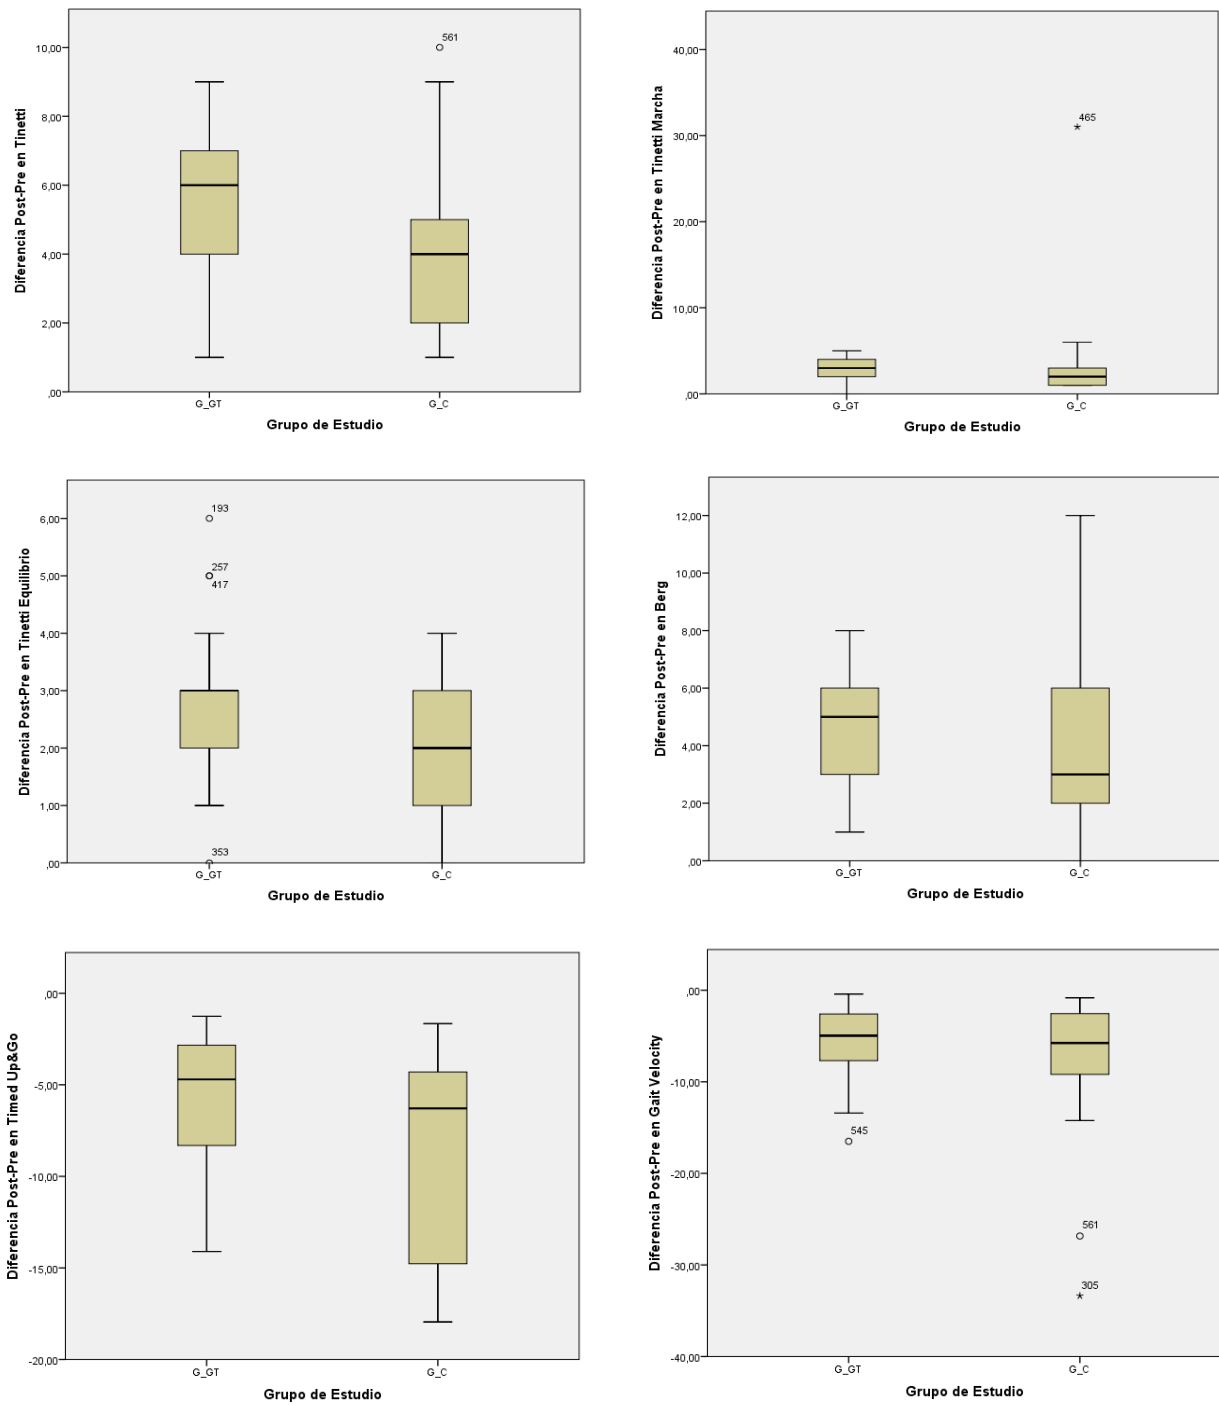 Diferencia Post-Pre en Tinetti
10,00
8,00
6,00
4,00
2,00
,00
561
G_GT
G_C
Grupo de Estudio
Diferencia Post-Pre en Tinetti Marcha
40,00
30,00
20,00
10,00
,00
465
G_GT
G_C
Grupo de Estudio
Diferencia Post-Pre en Tinetti Equilibrio
6,00
5,00
4,00
3,00
2,00
1,00
,00
193
257
417
353
G_GT
G_C
Grupo de Estudio
Diferencia Post-Pre en Berg
12,00
10,00
8,00
6,00
4,00
2,00
,00
G_GT
G_C
Grupo de Estudio
Diferencia Post-Pre en Timed Up&Go
,00
-5,00
-10,00
-15,00
-20,00
G_GT
G_C
Grupo de Estudio
Diferencia Post-Pre en Gait Velocity
,00
-10,00
-20,00
-30,00
-40,00
545
561
305
G_GT
G_C
Grupo de Estudio